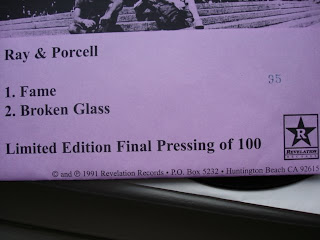 Ray & Porcell
1. Fame
35
2. Broken Glass
Limited Edition Final Pressing of 100
R
REVELATION
RECORDS
© and ℗ 1991 Revelation Records • P.O. Box 5232 • Huntington Beach CA 92615